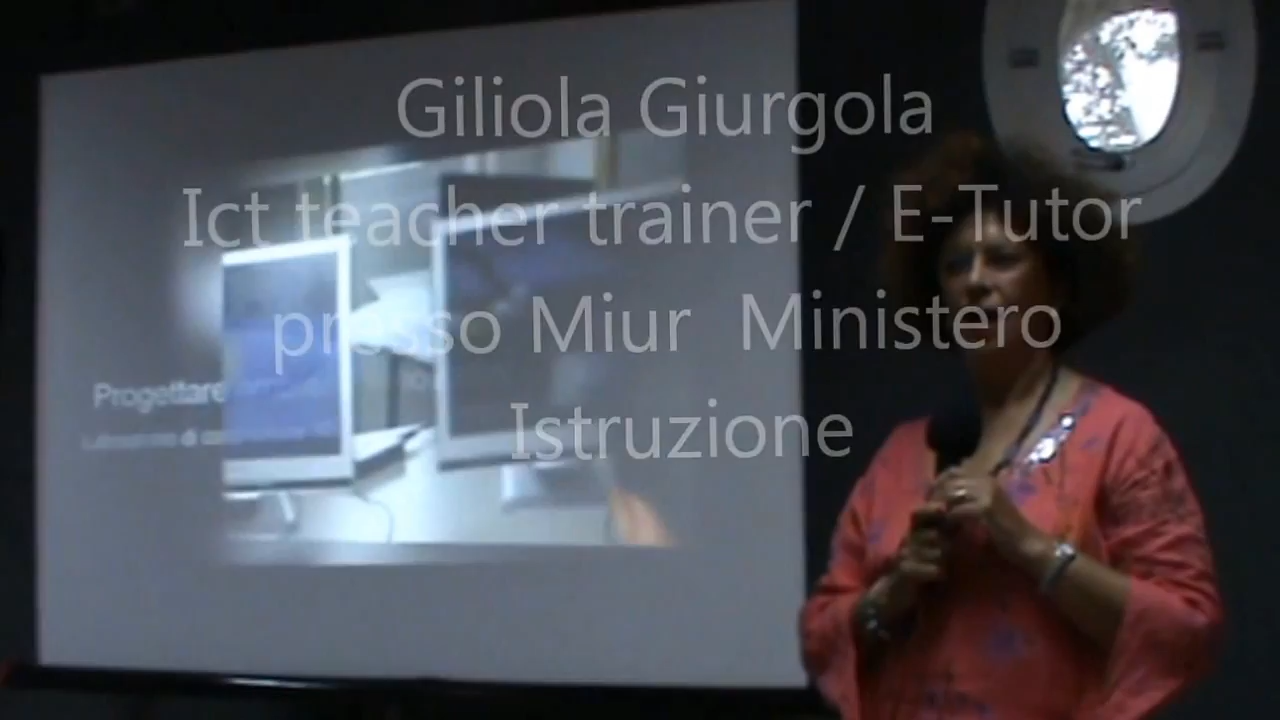 Giliola Giurgola
Ict teacher trainer / E-Tutor
presso Miur  Ministero
Istruzione
Progettare